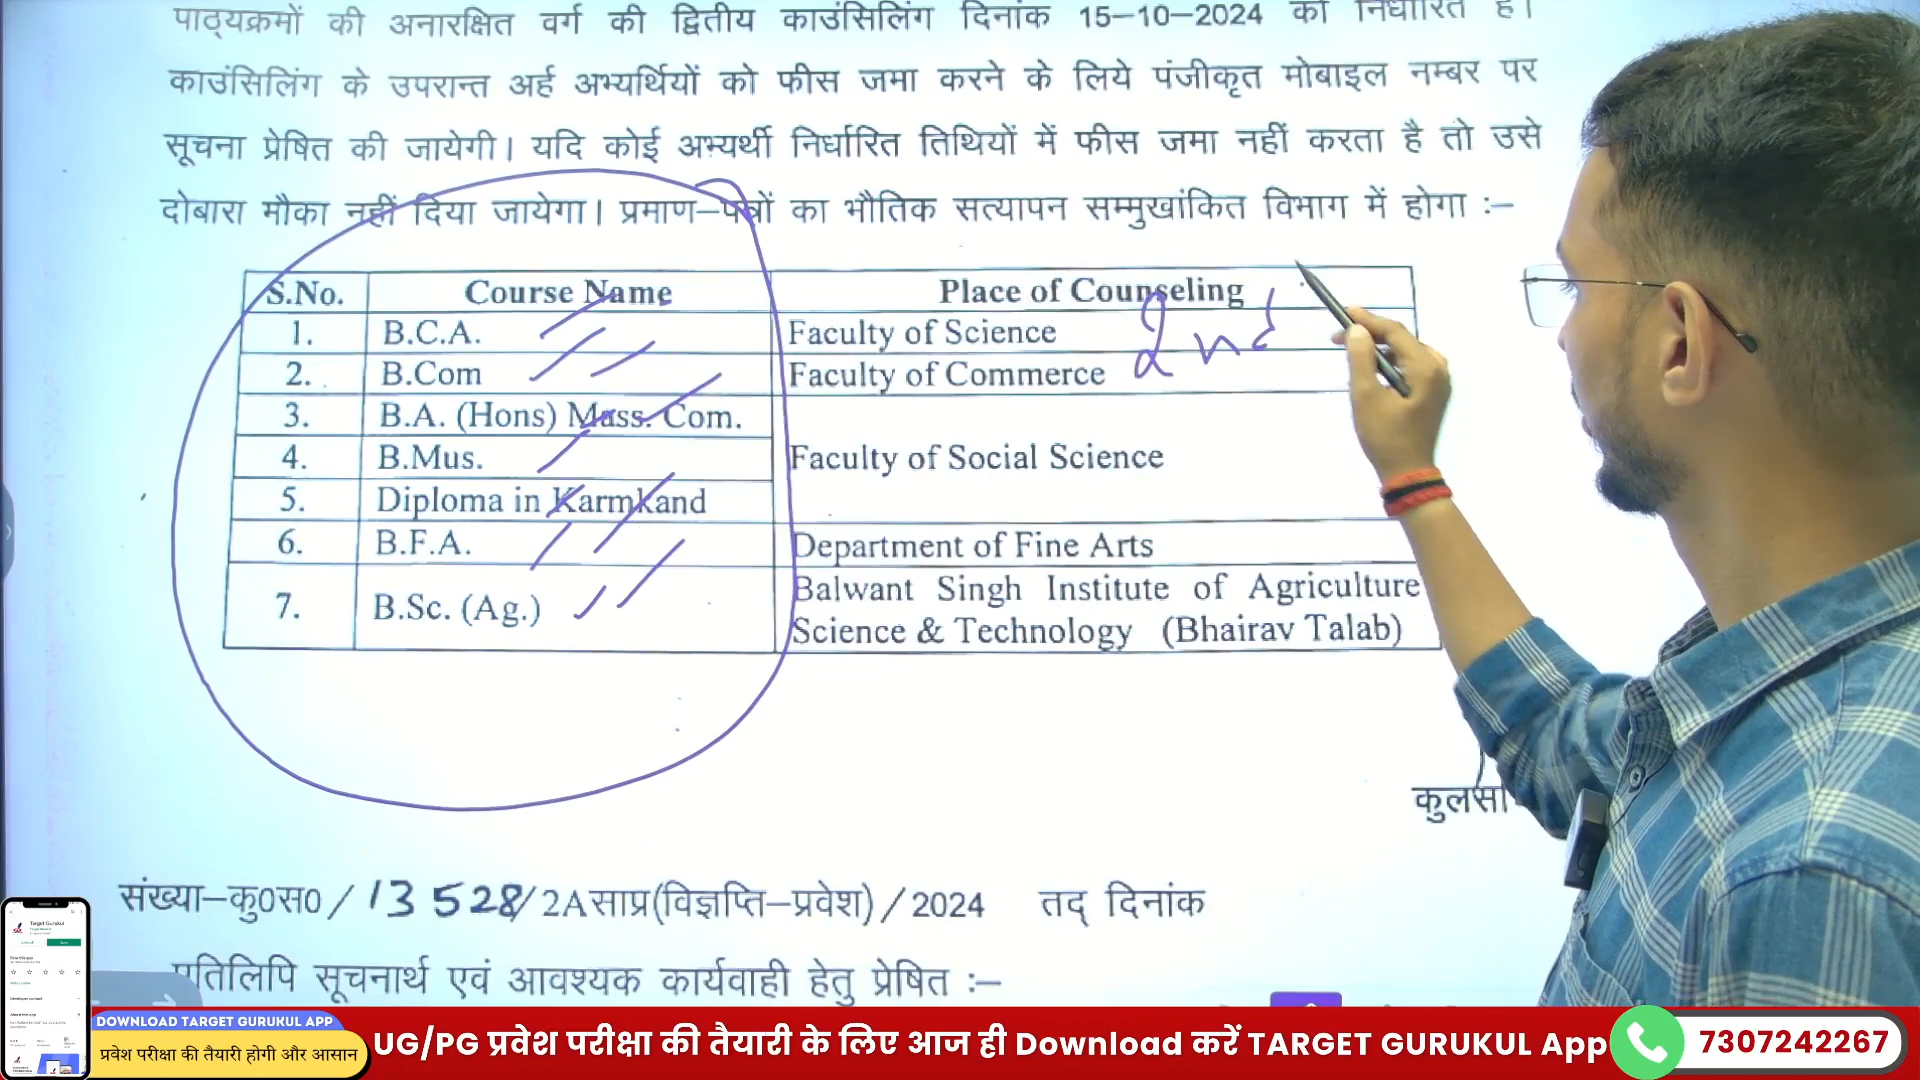 पाठ्यक्रमों की अनारक्षित वर्ग की द्वितीय काउंसिलिंग दिनांक 15–10–2024 को निर्धारित है।
काउंसिलिंग के उपरान्त अर्ह अभ्यर्थियों को फीस जमा करने के लिये पंजीकृत मोबाइल नम्बर पर
सूचना प्रेषित की जायेगी। यदि कोई अभ्यर्थी निर्धारित तिथियों में फीस जमा नहीं करता है तो उसे
दोबारा मौका नहीं दिया जायेगा। प्रमाण–पत्रों का भौतिक सत्यापन सम्मुखांकित विभाग में होगा :–
S.No. Course Name Place of Counseling
1. B.C.A. Faculty of Science
2nd
2. B.Com Faculty of Commerce
3. B.A. (Hons) Mass. Com.
4. B.Mus. Faculty of Social Science
5. Diploma in Karmkand
6. B.F.A. Department of Fine Arts
7. B.Sc. (Ag.) Balwant Singh Institute of Agriculture
Science & Technology (Bhairav Talab)
संख्या–कु0स0/13528/2Aसाप्र(विज्ञप्ति–प्रवेश)/2024 तद् दिनांक
प्रतिलिपि सूचनार्थ एवं आवश्यक कार्यवाही हेतु प्रेषित :–
Target Gurukul
DOWNLOAD TARGET GURUKUL APP
प्रवेश परीक्षा की तैयारी होगी और आसान
UG/PG प्रवेश परीक्षा की तैयारी के लिए आज ही Download करें TARGET GURUKUL App
7307242267